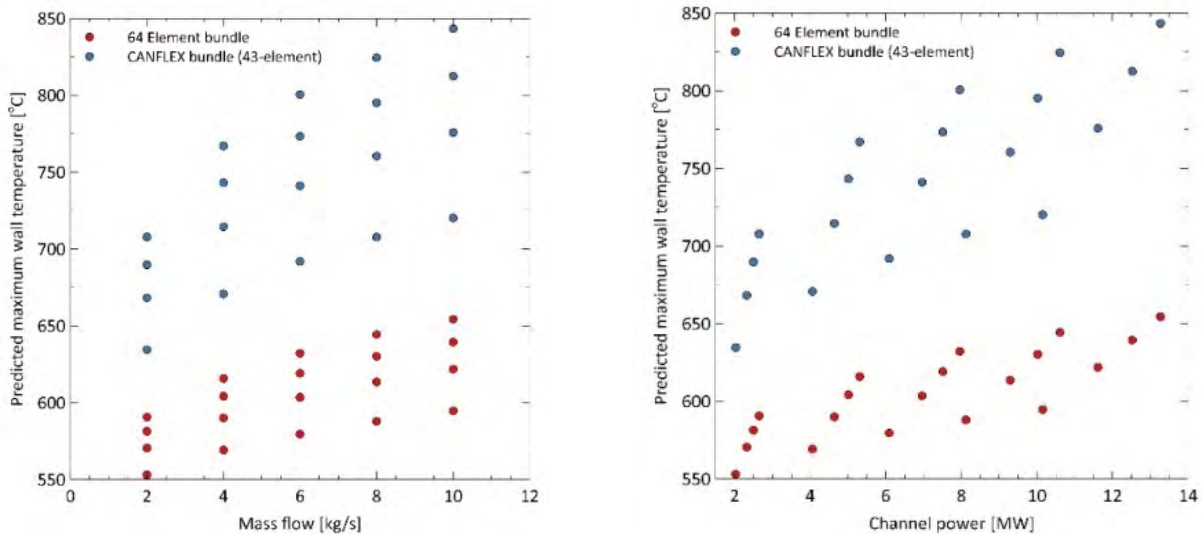 850
64 Element bundle
CANFLEX bundle (43-element)
800
750
700
650
600
550
Predicted maximum wall temperature [°C]
0 2 4 6 8 10 12
Mass flow [kg/s]
850
64 Element bundle
CANFLEX bundle (43-element)
800
750
700
650
600
550
Predicted maximum wall temperature [°C]
2 4 6 8 10 12 14
Channel power [MW]